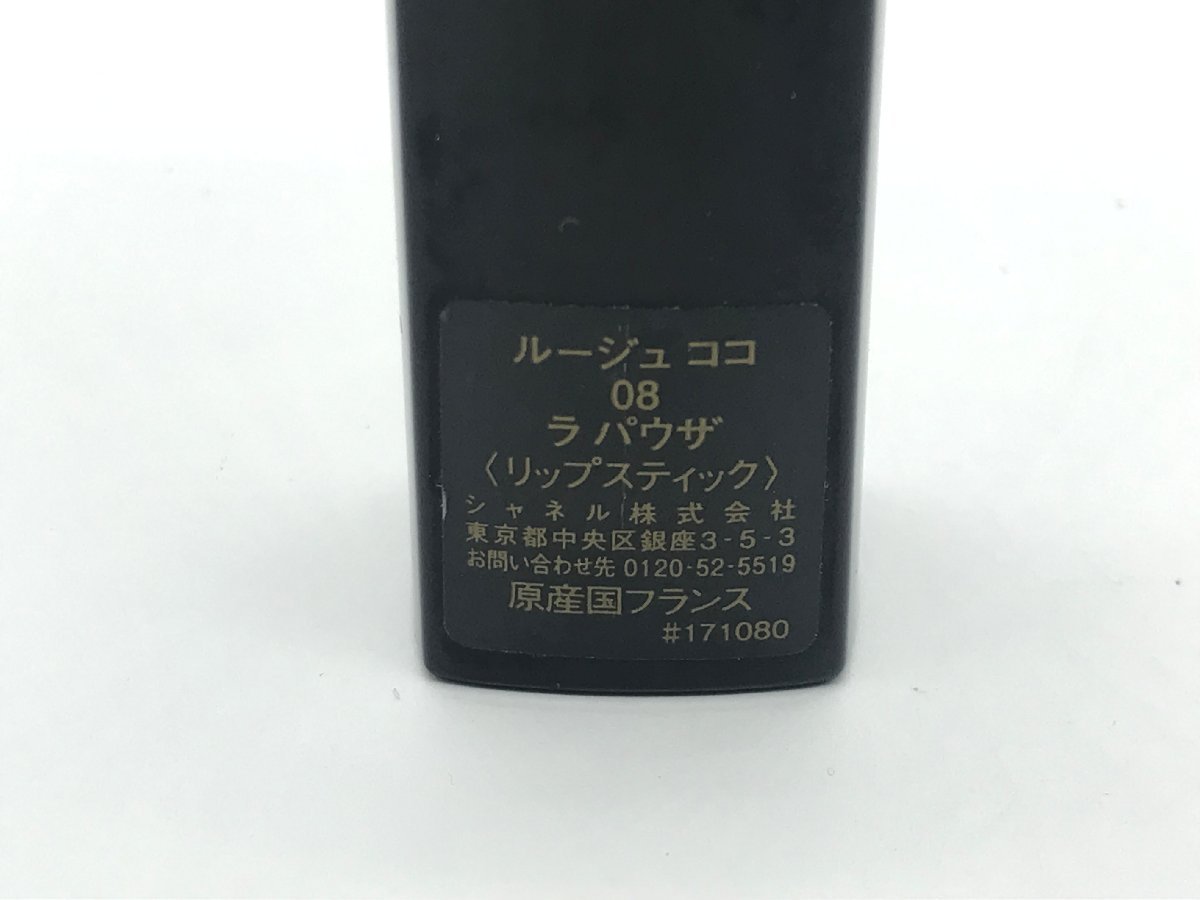 ルージュ ココ
08
ラ パウザ
〈リップスティック〉
シャネル株式会社
東京都中央区銀座3-5-3
お問い合わせ先 0120-52-5519
原産国フランス
#171080